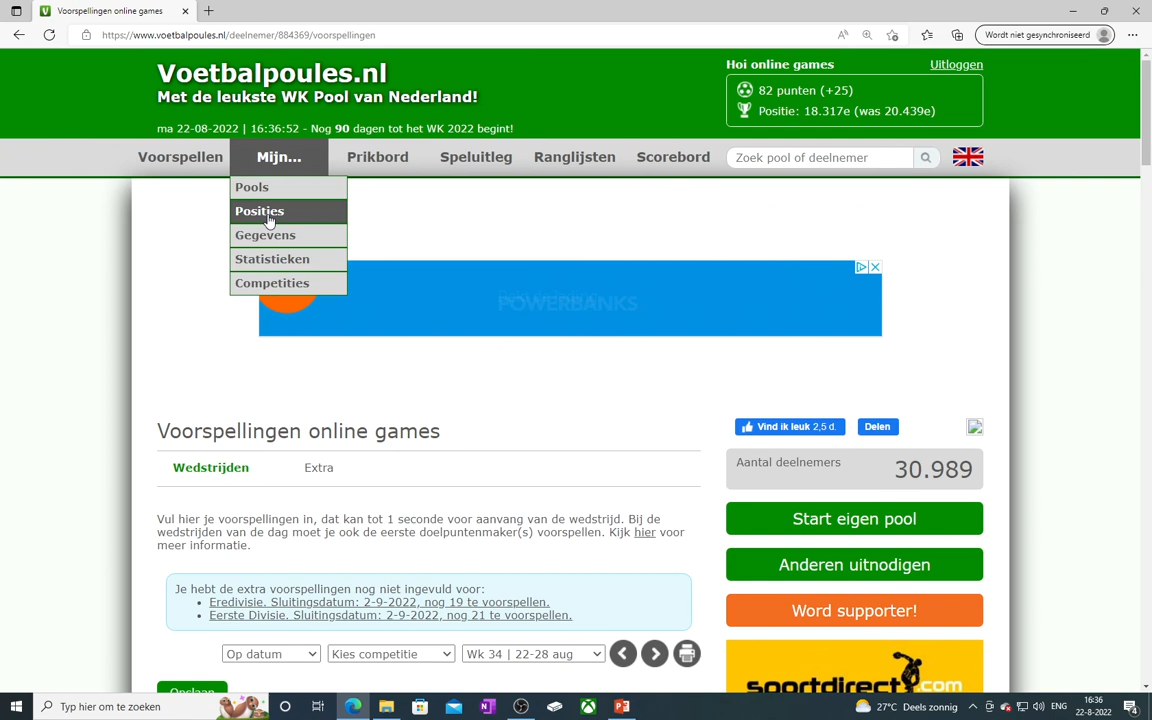 Voorspellingen online games
https://www.voetbalpoules.nl/deelnemer/884369/voorspellingen
Wordt niet gesynchroniseerd
Voetbalpoules.nl
Met de leukste WK Pool van Nederland!
ma 22-08-2022 | 16:36:52 - Nog 90 dagen tot het WK 2022 begint!
Hoi online games
Uitloggen
82 punten (+25)
Positie: 18.317e (was 20.439e)
Voorspellen
Mijn...
Prikbord
Speluitleg
Ranglijsten
Scorebord
Zoek pool of deelnemer
Pools
Posities
Gegevens
Statistieken
Competities
POWERBANKS
Voorspellingen online games
Wedstrijden
Extra
Vul hier je voorspellingen in, dat kan tot 1 seconde voor aanvang van de wedstrijd. Bij de
wedstrijden van de dag moet je ook de eerste doelpuntenmaker(s) voorspellen. Kijk hier voor
meer informatie.
Je hebt de extra voorspellingen nog niet ingevuld voor:
• Eredivisie. Sluitingsdatum: 2-9-2022, nog 19 te voorspellen.
• Eerste Divisie. Sluitingsdatum: 2-9-2022, nog 21 te voorspellen.
Op datum
Kies competitie
Wk 34 | 22-28 aug
Opslaan
Vind ik leuk 2,5 d.
Delen
Aantal deelnemers
30.989
Start eigen pool
Anderen uitnodigen
Word supporter!
sportdirect.com
Typ hier om te zoeken
27°C Deels zonnig
ENG
16:36
22-8-2022
4